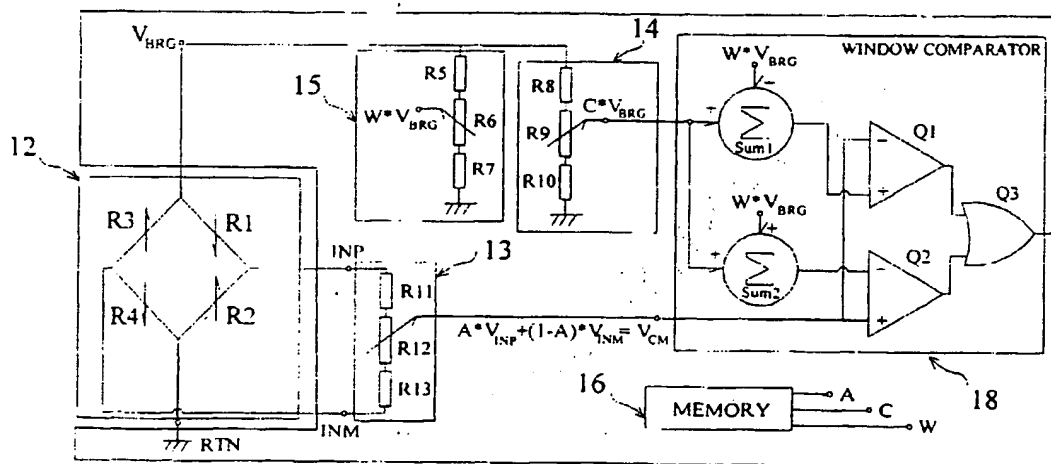 V_BRG
15
R5
W*V_BRG
R6
R7
14
R8
C*V_BRG
R9
R10
WINDOW COMPARATOR
W*V_BRG
+
−
Σ
Sum1
W*V_BRG
+
+
Σ
Sum2
Q1
−
+
Q2
−
+
Q3
18
12
R3
R1
R4
R2
RTN
INP
INM
13
R11
R12
R13
A*V_INP+(1-A)*V_INM= V_CM
16
MEMORY
A
C
W